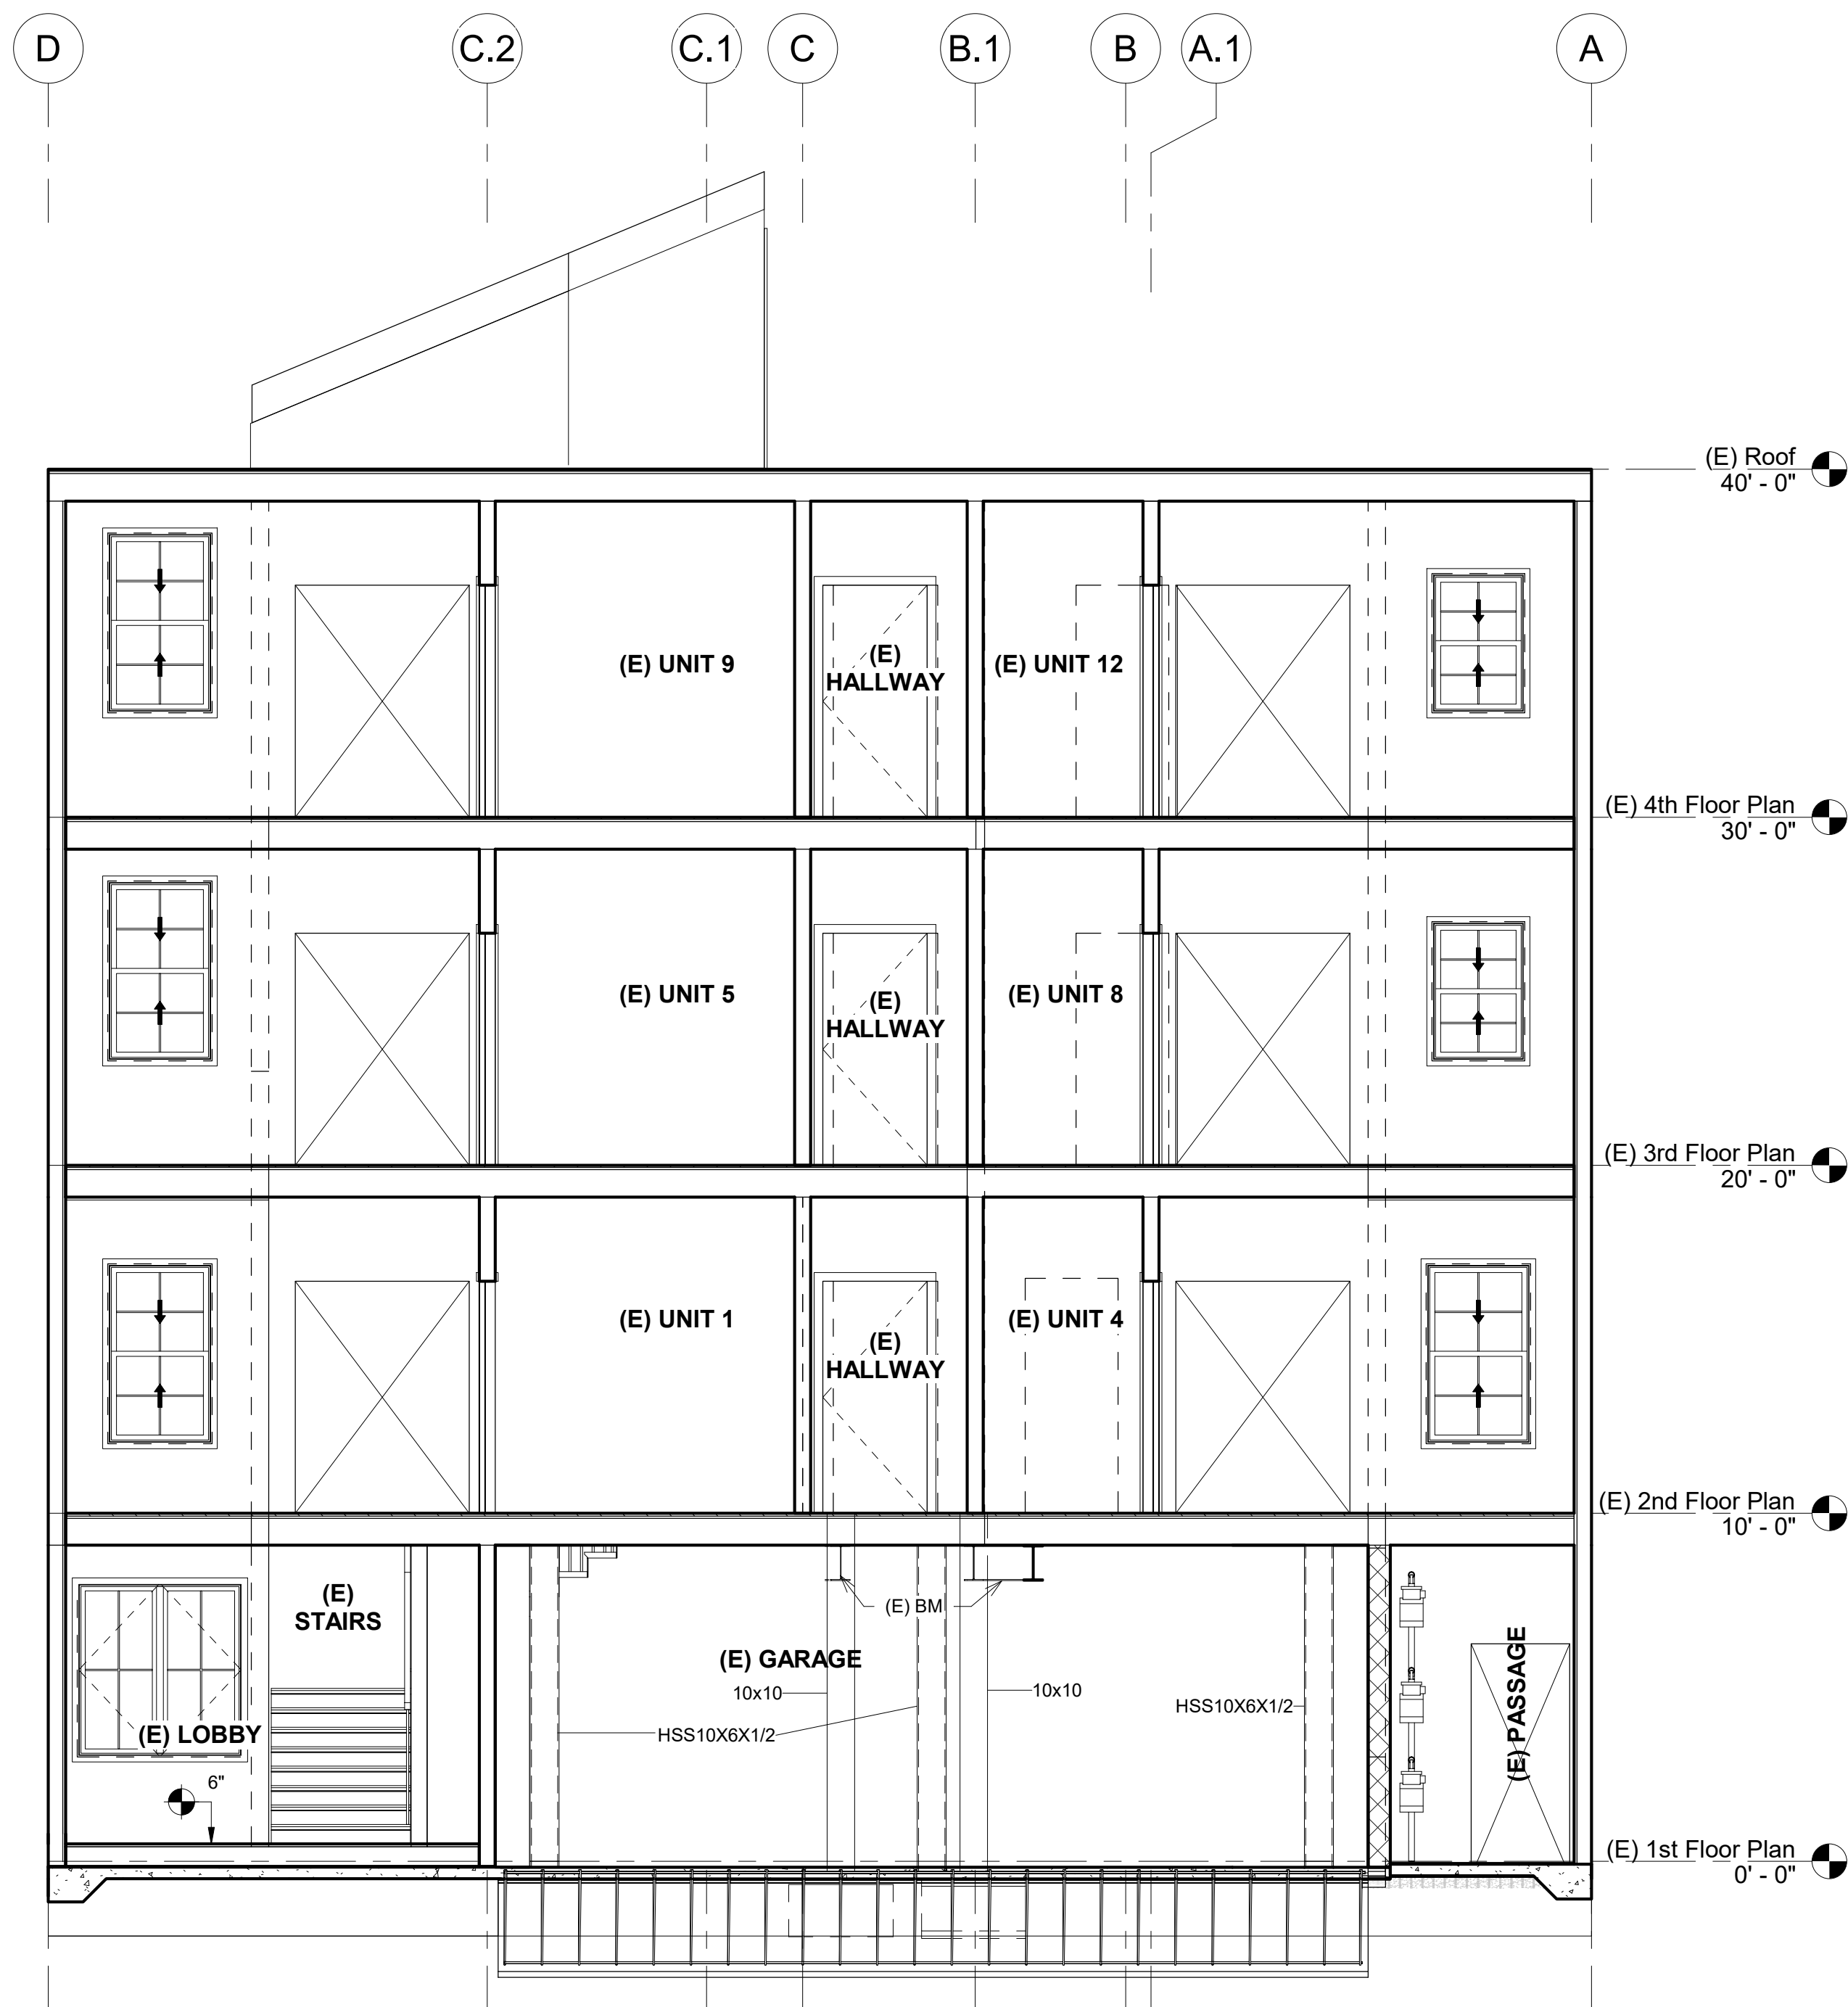 D
C.2
C.1
C
B.1
B
A.1
A
(E) Roof
40' - 0"
(E) UNIT 9
(E)
HALLWAY
(E) UNIT 12
(E) 4th Floor Plan
30' - 0"
(E) UNIT 5
(E)
HALLWAY
(E) UNIT 8
(E) 3rd Floor Plan
20' - 0"
(E) UNIT 1
(E)
HALLWAY
(E) UNIT 4
(E) 2nd Floor Plan
10' - 0"
(E)
STAIRS
(E) BM
(E) GARAGE
10x10
10x10
HSS10X6X1/2
HSS10X6X1/2
(E) LOBBY
(E) PASSAGE
6"
(E) 1st Floor Plan
0' - 0"